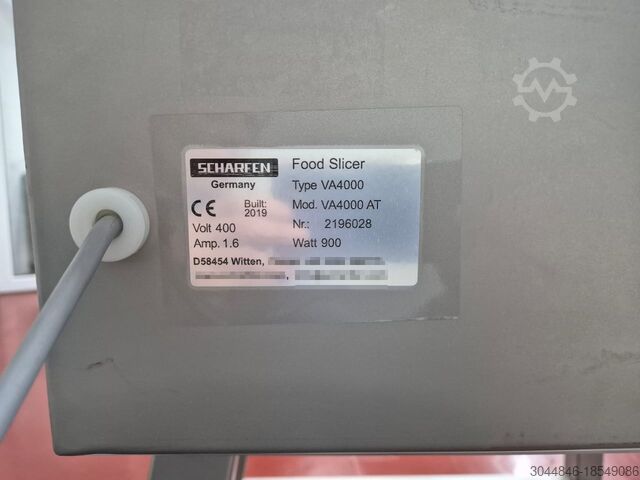 SCHARFEN
Germany
Food Slicer
Type VA4000
CE Built: 2019
Mod. VA4000 AT
Nr.: 2196028
Volt 400
Amp. 1.6
Watt 900
D58454 Witten,
3044846-18549086